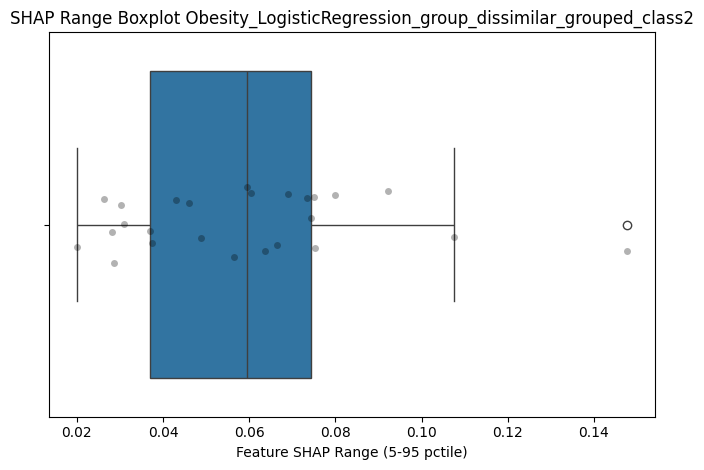 SHAP Range Boxplot Obesity_LogisticRegression_group_dissimilar_grouped_class2
0.02 0.04 0.06 0.08 0.10 0.12 0.14
Feature SHAP Range (5-95 pctile)